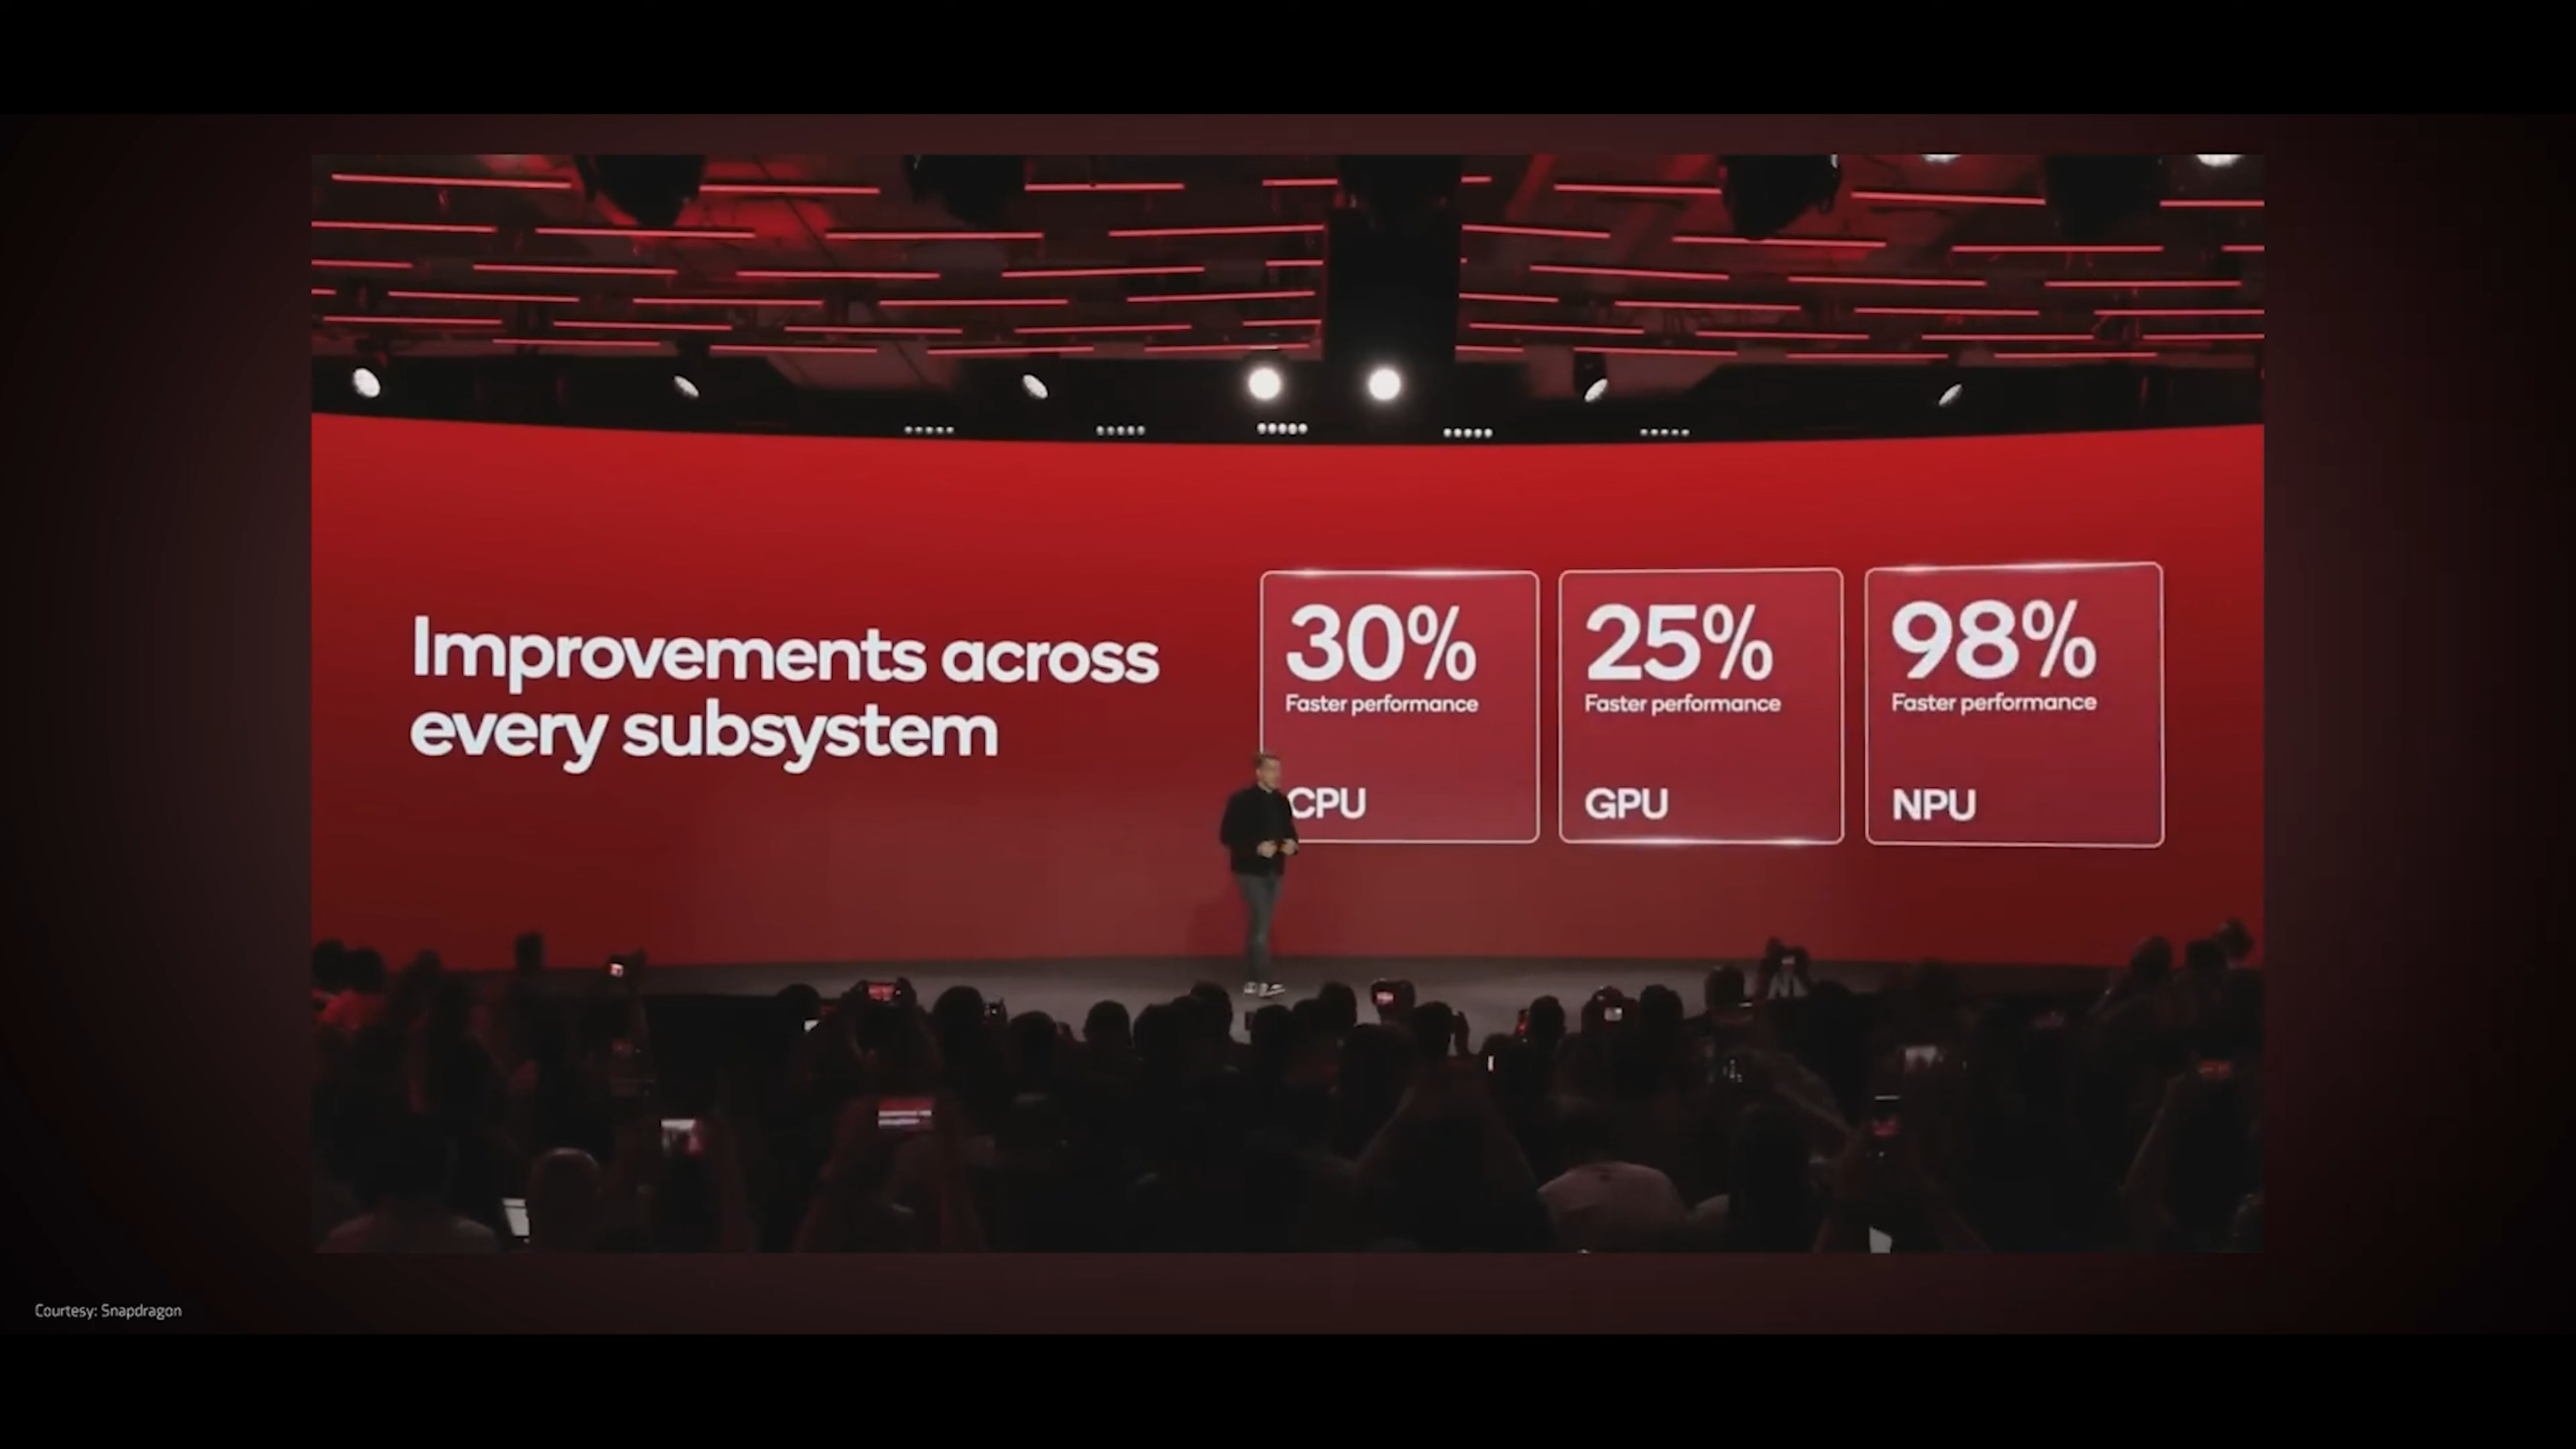 Improvements across
every subsystem
30%
Faster performance
CPU
25%
Faster performance
GPU
98%
Faster performance
NPU
Courtesy: Snapdragon